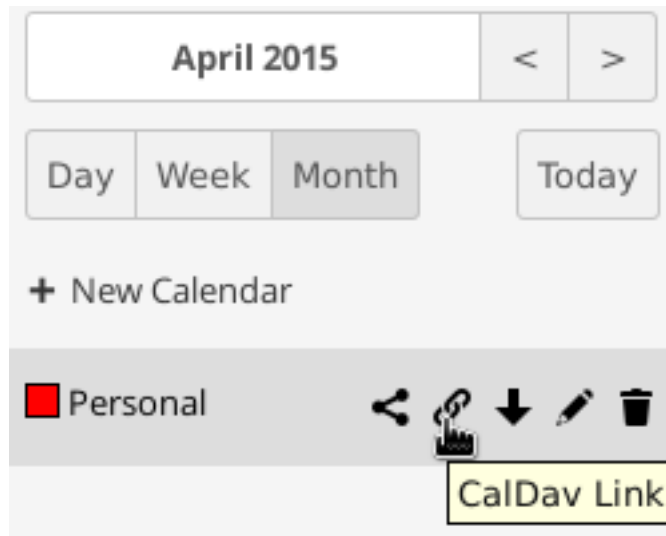 April 2015 < >
Day Week Month Today
+ New Calendar
Personal
CalDav Link